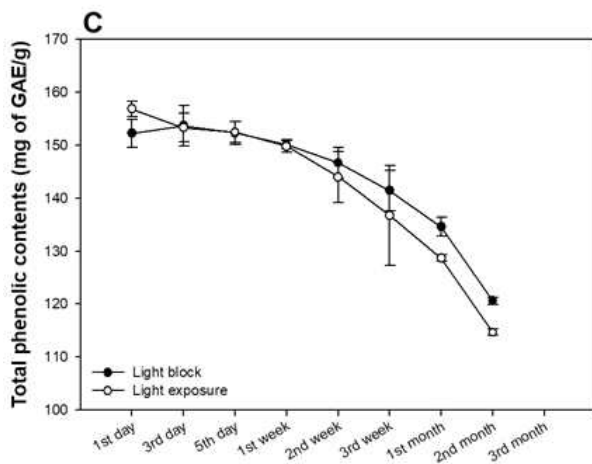 C
Total phenolic contents (mg of GAE/g)
170
160
150
140
130
120
110
100
Light block
Light exposure
1st day
3rd day
5th day
1st week
2nd week
3rd week
1st month
2nd month
3rd month